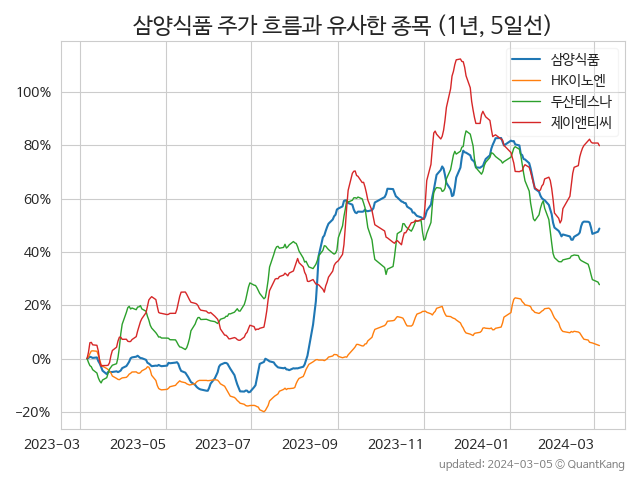 삼양식품 주가 흐름과 유사한 종목 (1년, 5일선)
삼양식품
HK이노엔
두산테스나
제이앤티씨
100%
80%
60%
40%
20%
0%
−20%
2023-03 2023-05 2023-07 2023-09 2023-11 2024-01 2024-03
updated: 2024-03-05 © QuantKang